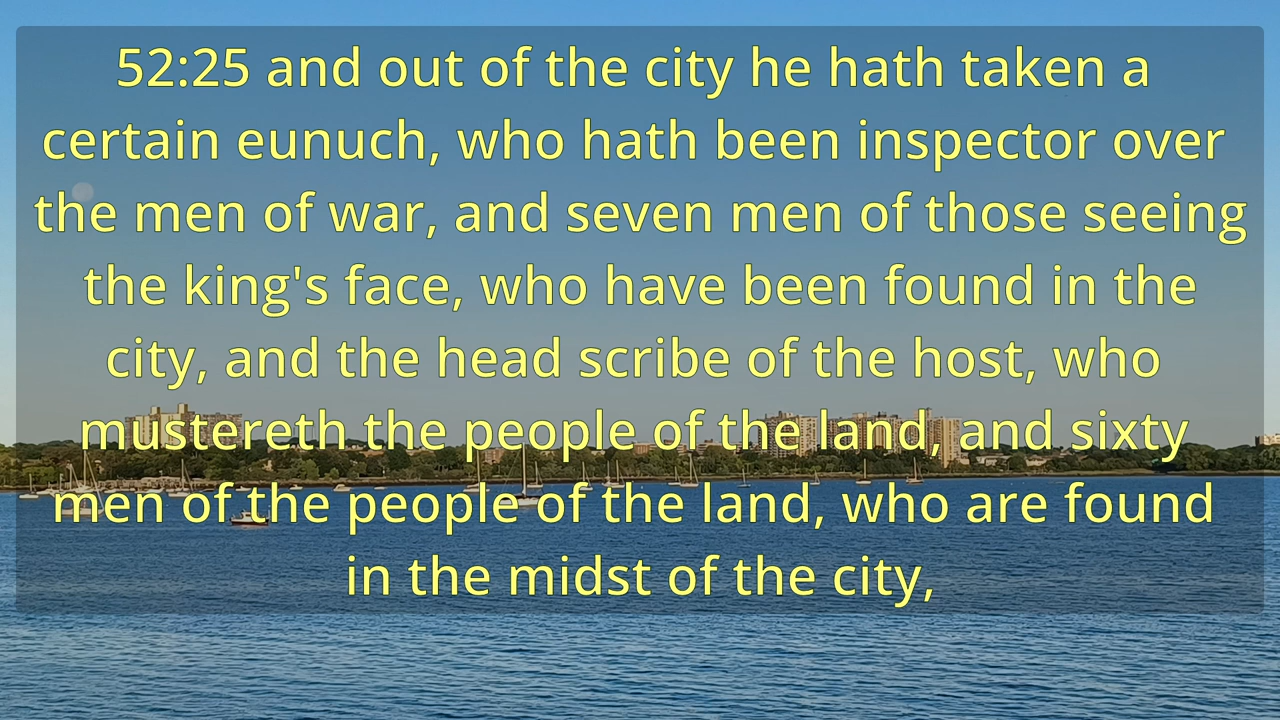 52:25 and out of the city he hath taken a
certain eunuch, who hath been inspector over
the men of war, and seven men of those seeing
the king's face, who have been found in the
city, and the head scribe of the host, who
mustereth the people of the land, and sixty
men of the people of the land, who are found
in the midst of the city,